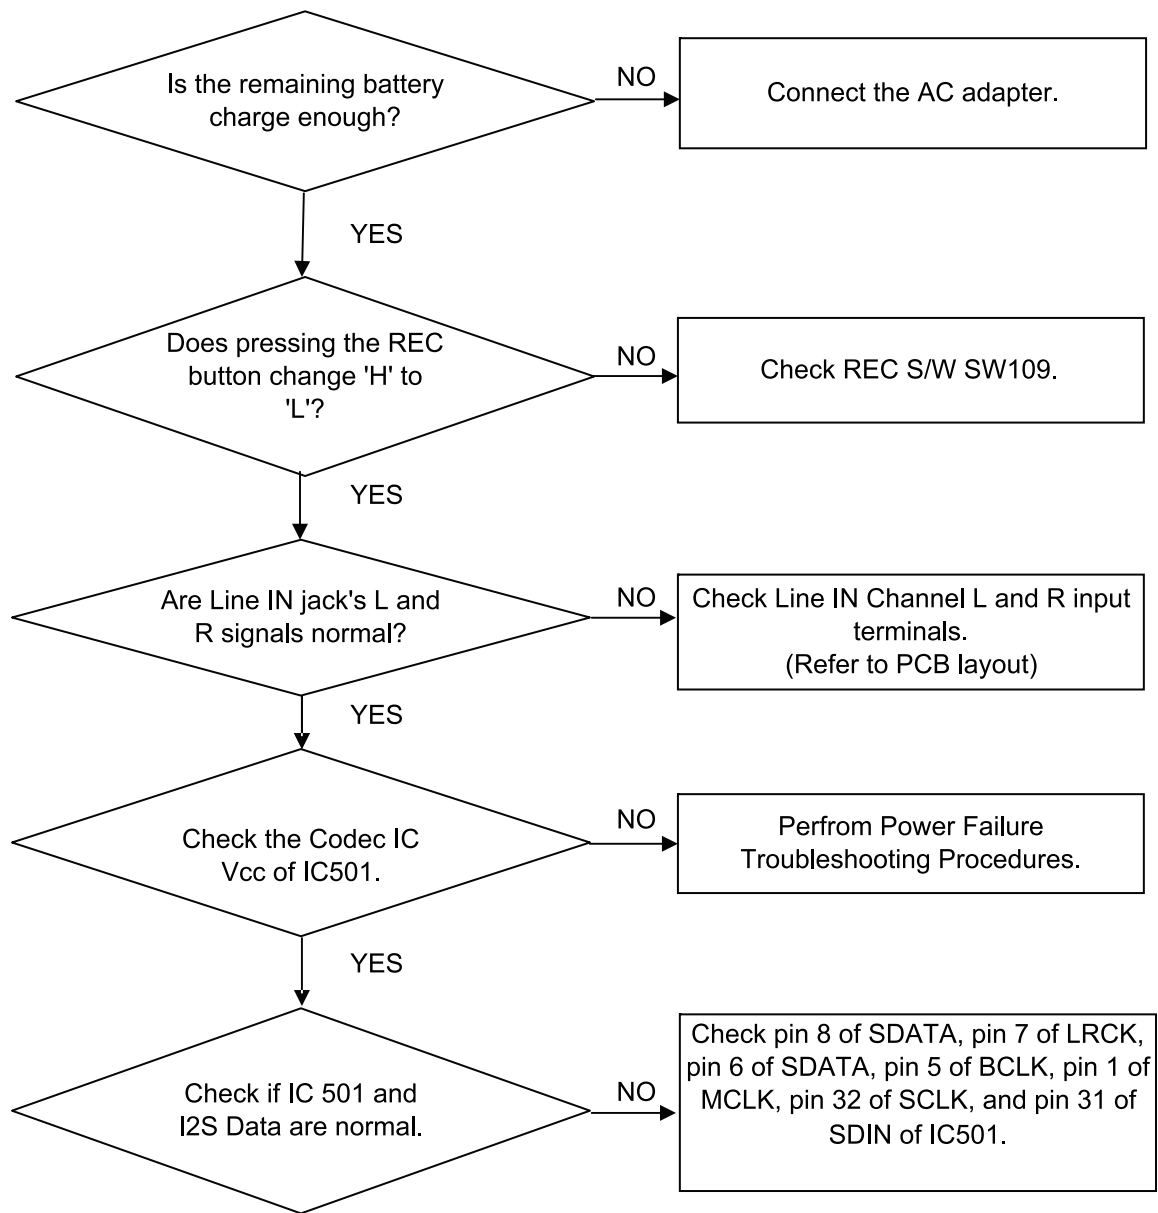 Is the remaining battery
charge enough?
NO
Connect the AC adapter.
YES
Does pressing the REC
button change 'H' to
'L'?
NO
Check REC S/W SW109.
YES
Are Line IN jack's L and
R signals normal?
NO
Check Line IN Channel L and R input
terminals.
(Refer to PCB layout)
YES
Check the Codec IC
Vcc of IC501.
NO
Perfrom Power Failure
Troubleshooting Procedures.
YES
Check if IC 501 and
I2S Data are normal.
NO
Check pin 8 of SDATA, pin 7 of LRCK,
pin 6 of SDATA, pin 5 of BCLK, pin 1 of
MCLK, pin 32 of SCLK, and pin 31 of
SDIN of IC501.